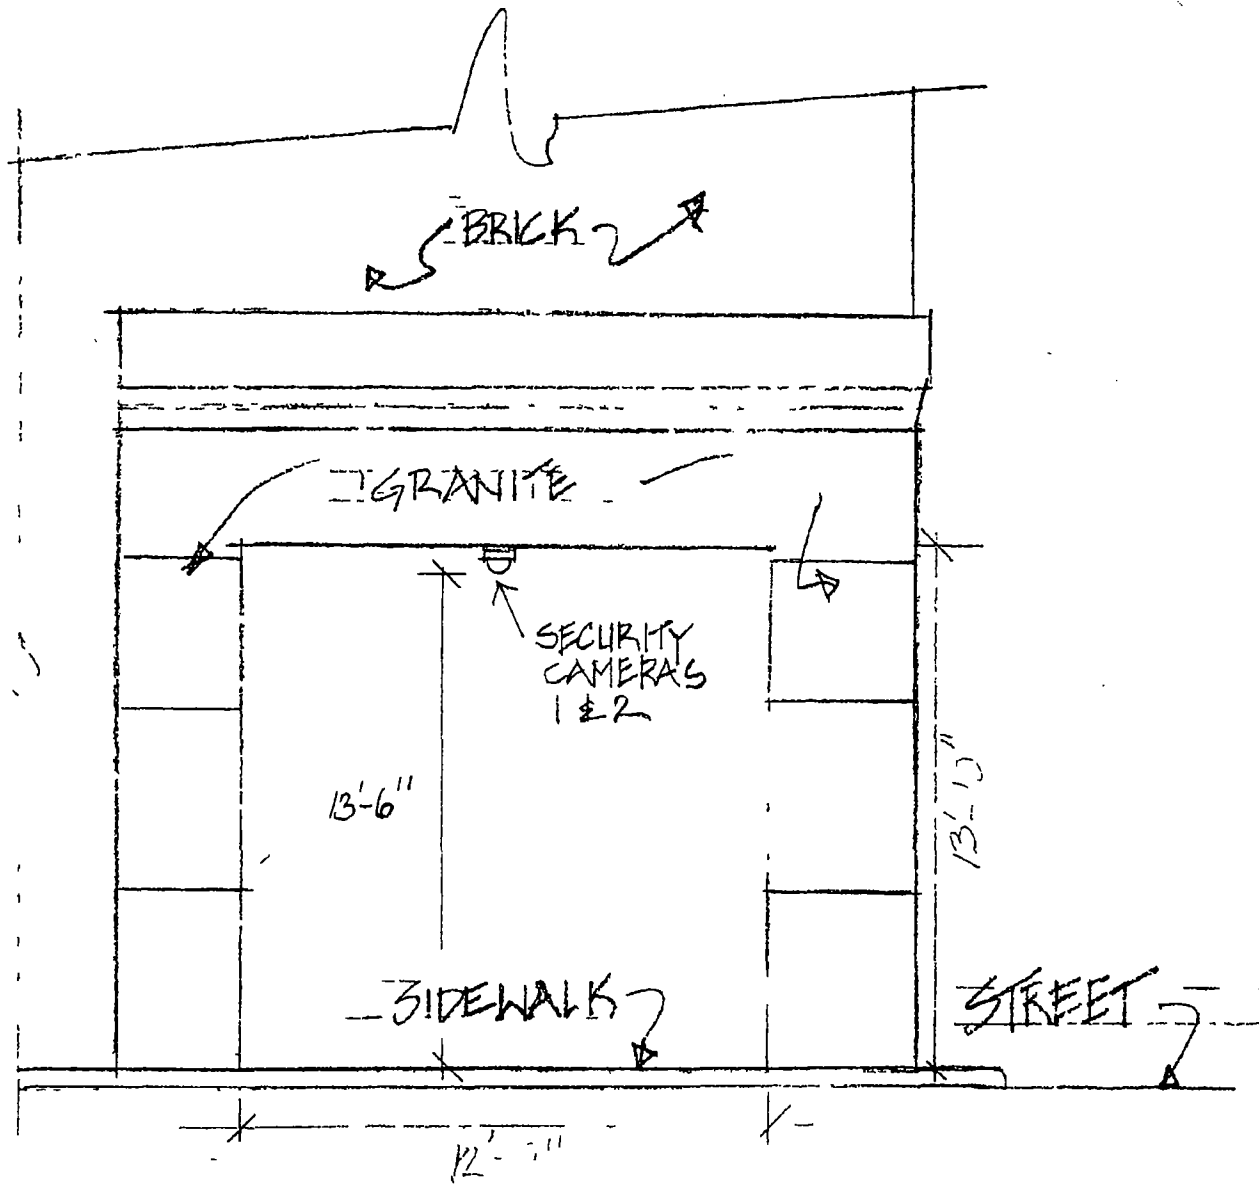 BRICK
GRANITE
SECURITY
CAMERAS
1 & 2
13'-6"
SIDEWALK
STREET